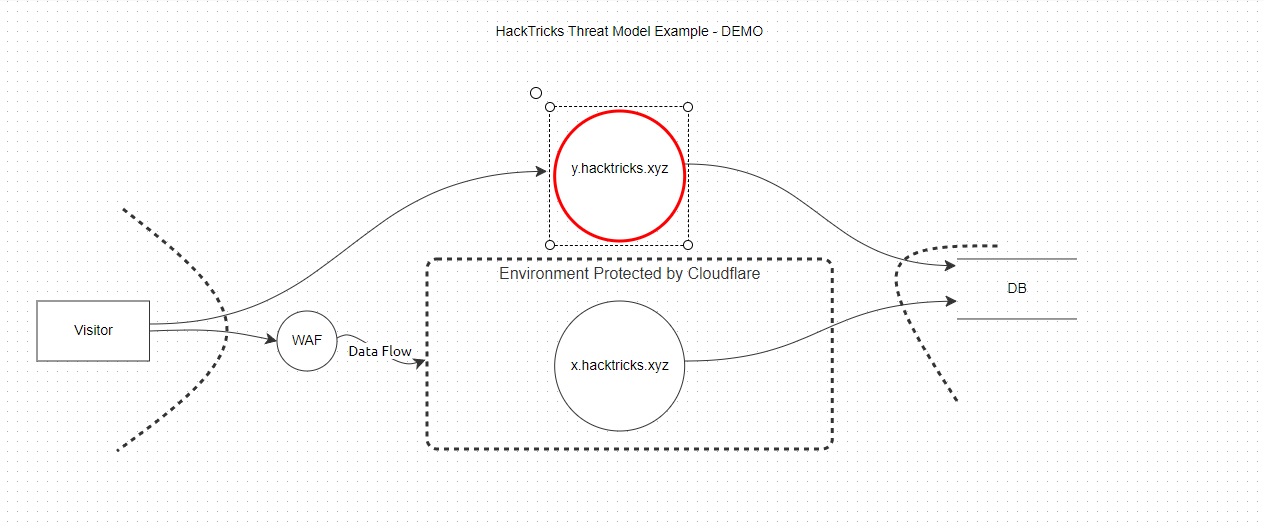 HackTricks Threat Model Example - DEMO
y.hacktricks.xyz
Environment Protected by Cloudflare
DB
Visitor
WAF
Data Flow
x.hacktricks.xyz